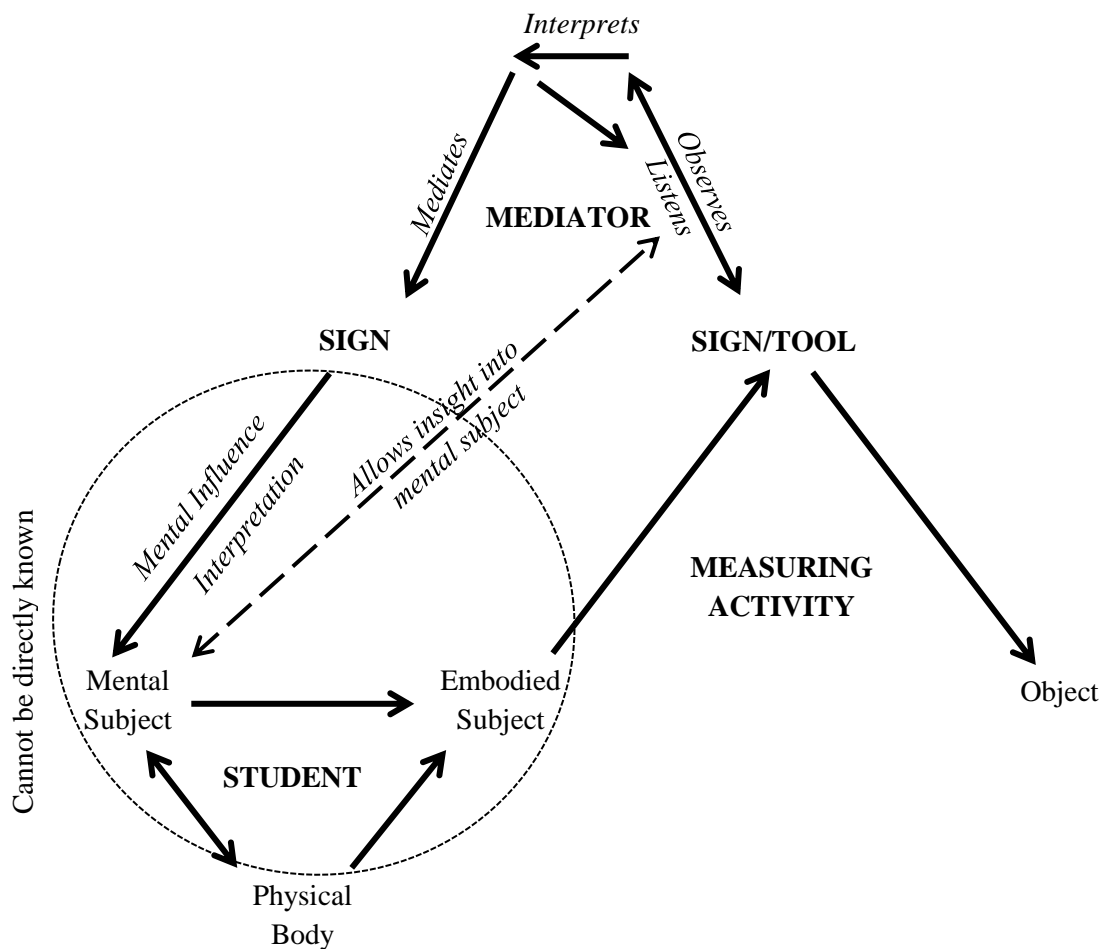 Interprets
Mediates
Observes
Listens
MEDIATOR
SIGN
SIGN/TOOL
Allows insight into
mental subject
Mental Influence
Interpretation
Cannot be directly known
MEASURING
ACTIVITY
Mental
Subject
Embodied
Subject
Object
STUDENT
Physical
Body